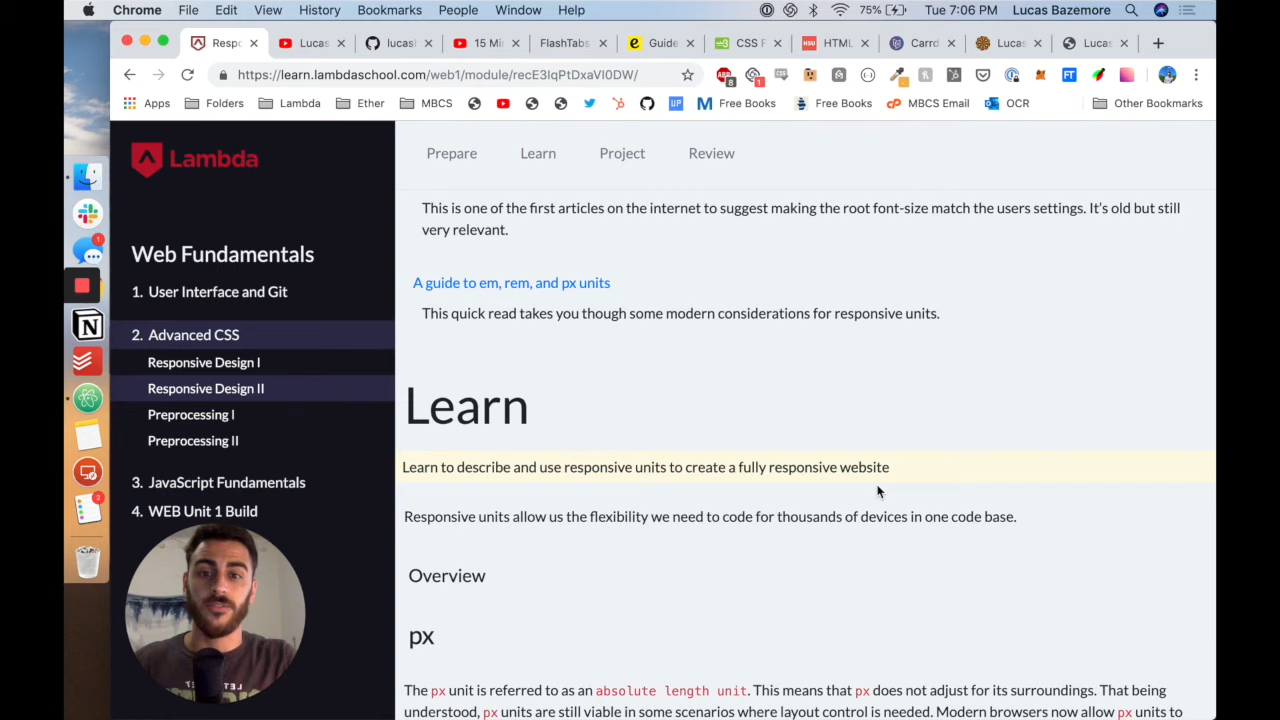 Chrome File Edit View History Bookmarks People Window Help 75% Tue 7:06 PM Lucas Bazemore
Respo Lucas lucasl 15 Mi FlashTabs Guide CSS F HTML Carrd Lucas Lucas
https://learn.lambdaschool.com/web1/module/recE3lqPtDxaVI0DW/
Apps Folders Lambda Ether MBCS Free Books Free Books MBCS Email OCR Other Bookmarks
Lambda
Prepare Learn Project Review
This is one of the first articles on the internet to suggest making the root font-size match the users settings. It's old but still
very relevant.
Web Fundamentals
A guide to em, rem, and px units
1. User Interface and Git
This quick read takes you though some modern considerations for responsive units.
2. Advanced CSS
Responsive Design I
Responsive Design II
Preprocessing I
Preprocessing II
Learn
Learn to describe and use responsive units to create a fully responsive website
3. JavaScript Fundamentals
4. WEB Unit 1 Build
Responsive units allow us the flexibility we need to code for thousands of devices in one code base.
Overview
px
The px unit is referred to as an absolute length unit. This means that px does not adjust for its surroundings. That being
understood, px units are still viable in some scenarios where layout control is needed. Modern browsers now allow px units to